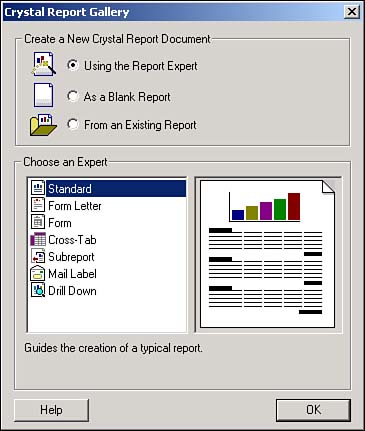 Crystal Report Gallery
Create a New Crystal Report Document
Using the Report Expert
As a Blank Report
From an Existing Report
Choose an Expert
Standard
Form Letter
Form
Cross-Tab
Subreport
Mail Label
Drill Down
Guides the creation of a typical report.
Help
OK